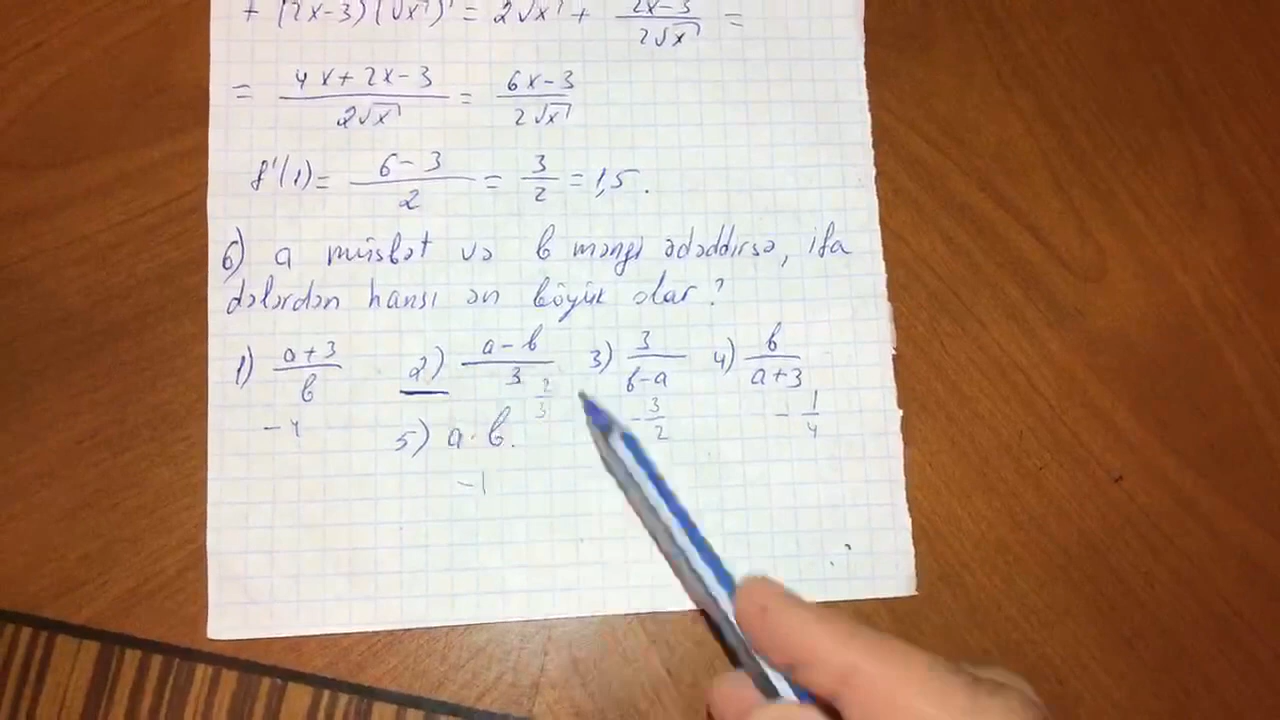 + (2x-3)(√x)' = 2√x + (2x-3)/(2√x) =
= (4x+2x-3)/(2√x) = (6x-3)/(2√x)
f'(1) = (6-3)/2 = 3/2 = 1,5.
6) a müsbət və b mənfi ədəddirsə, ifa
dələrdən hansı ən böyük olar?
1) (a+3)/b 2) (a-b)/3 3) 3/(b-a) 4) b/(a+3)
-4 2/3 -3/2 -1/4
5) a·b.
-1